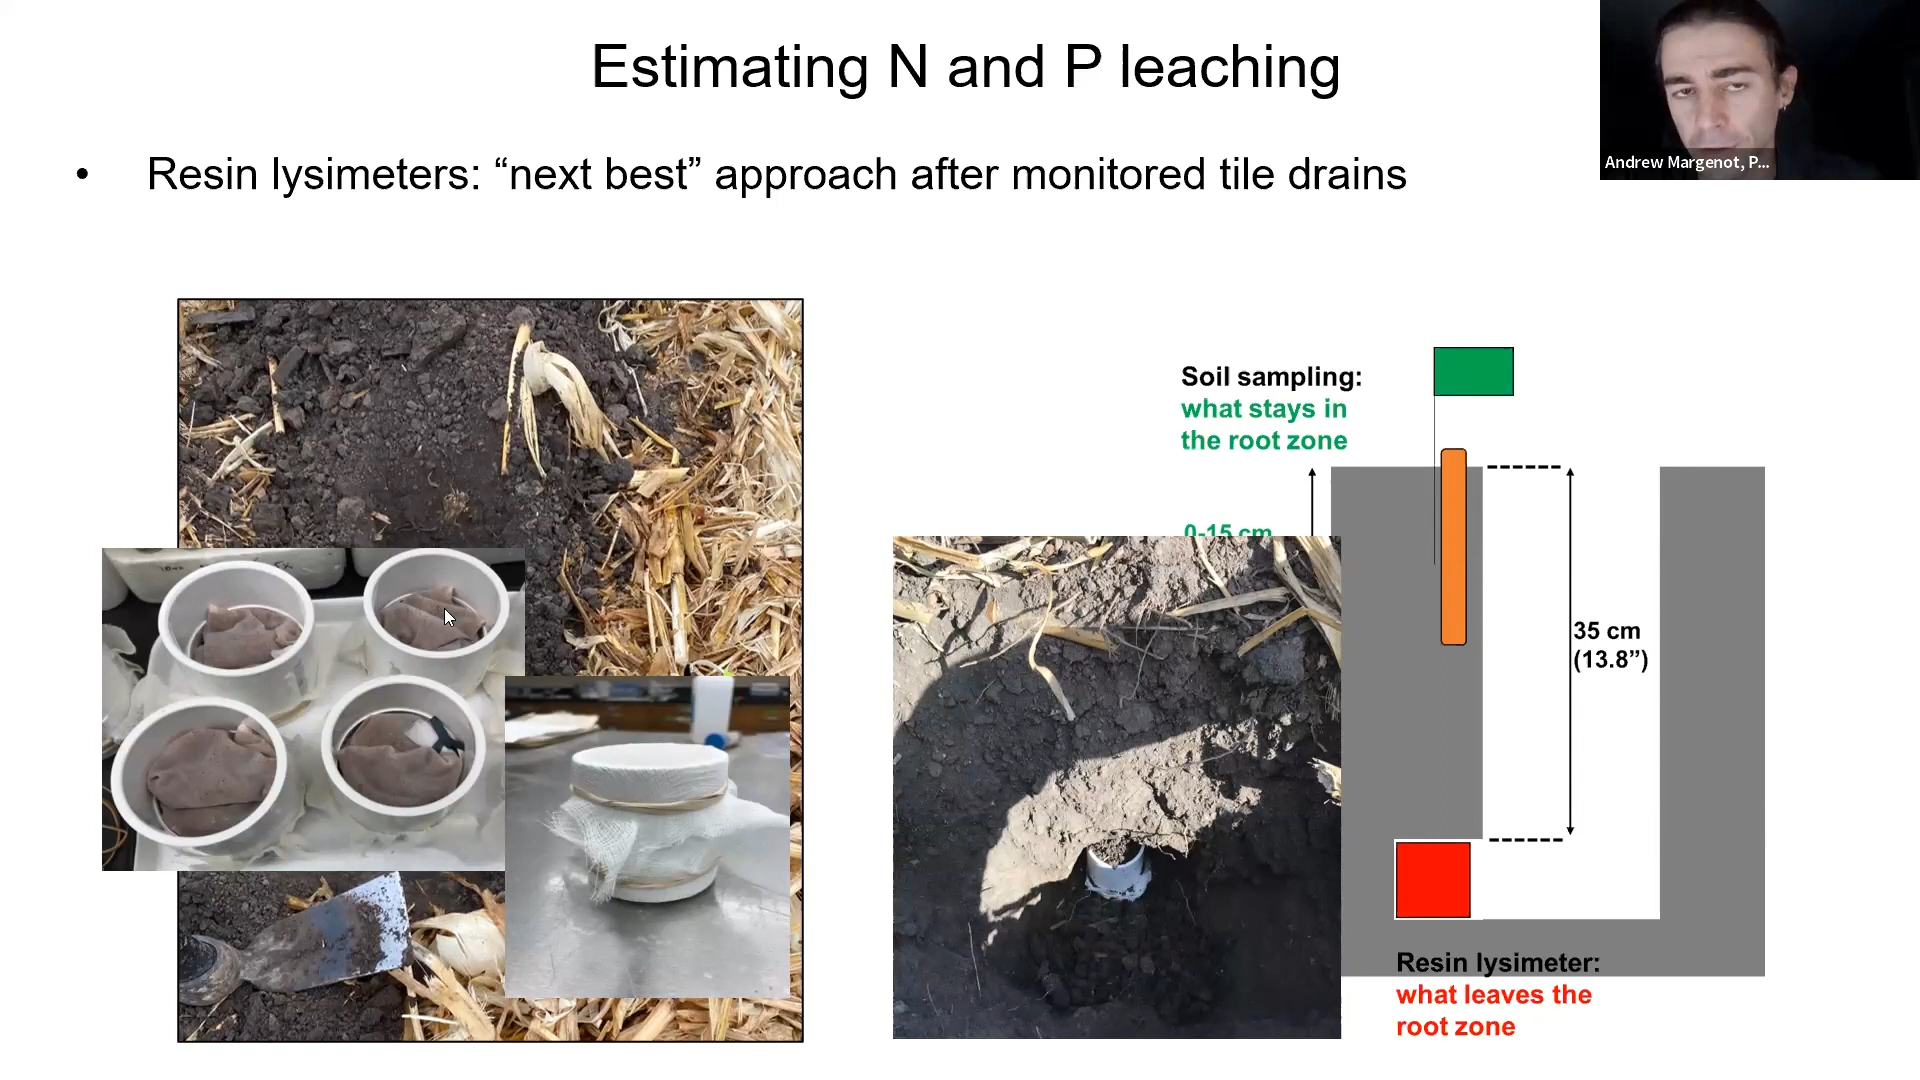 Estimating N and P leaching
Andrew Margenot, P...
• Resin lysimeters: “next best” approach after monitored tile drains
Soil sampling:
what stays in
the root zone
0-15 cm
35 cm
(13.8”)
Resin lysimeter:
what leaves the
root zone